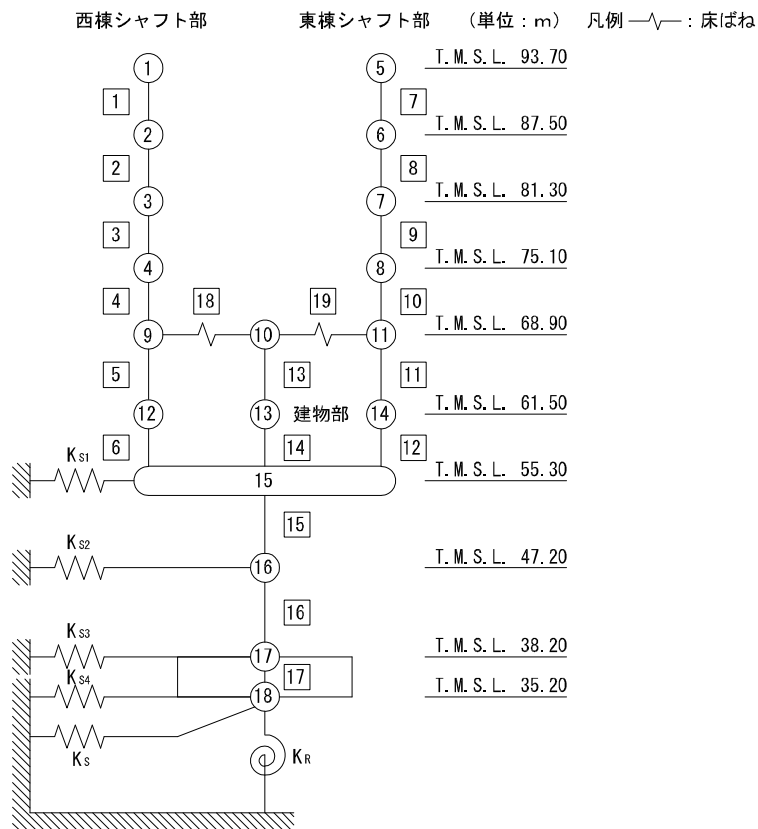 西棟シャフト部 東棟シャフト部 (単位:m) 凡例 : 床ばね
1 5 T.M.S.L. 93.70
1 7
2 6 T.M.S.L. 87.50
2 8
3 7 T.M.S.L. 81.30
3 9
4 8 T.M.S.L. 75.10
4 18 19 10
9 10 11 T.M.S.L. 68.90
5 13 11
12 13 建物部 14 T.M.S.L. 61.50
6 14 12
KS1 15 T.M.S.L. 55.30
15
KS2 16 T.M.S.L. 47.20
16
KS3 17 T.M.S.L. 38.20
17
KS4 18 T.M.S.L. 35.20
KS KR